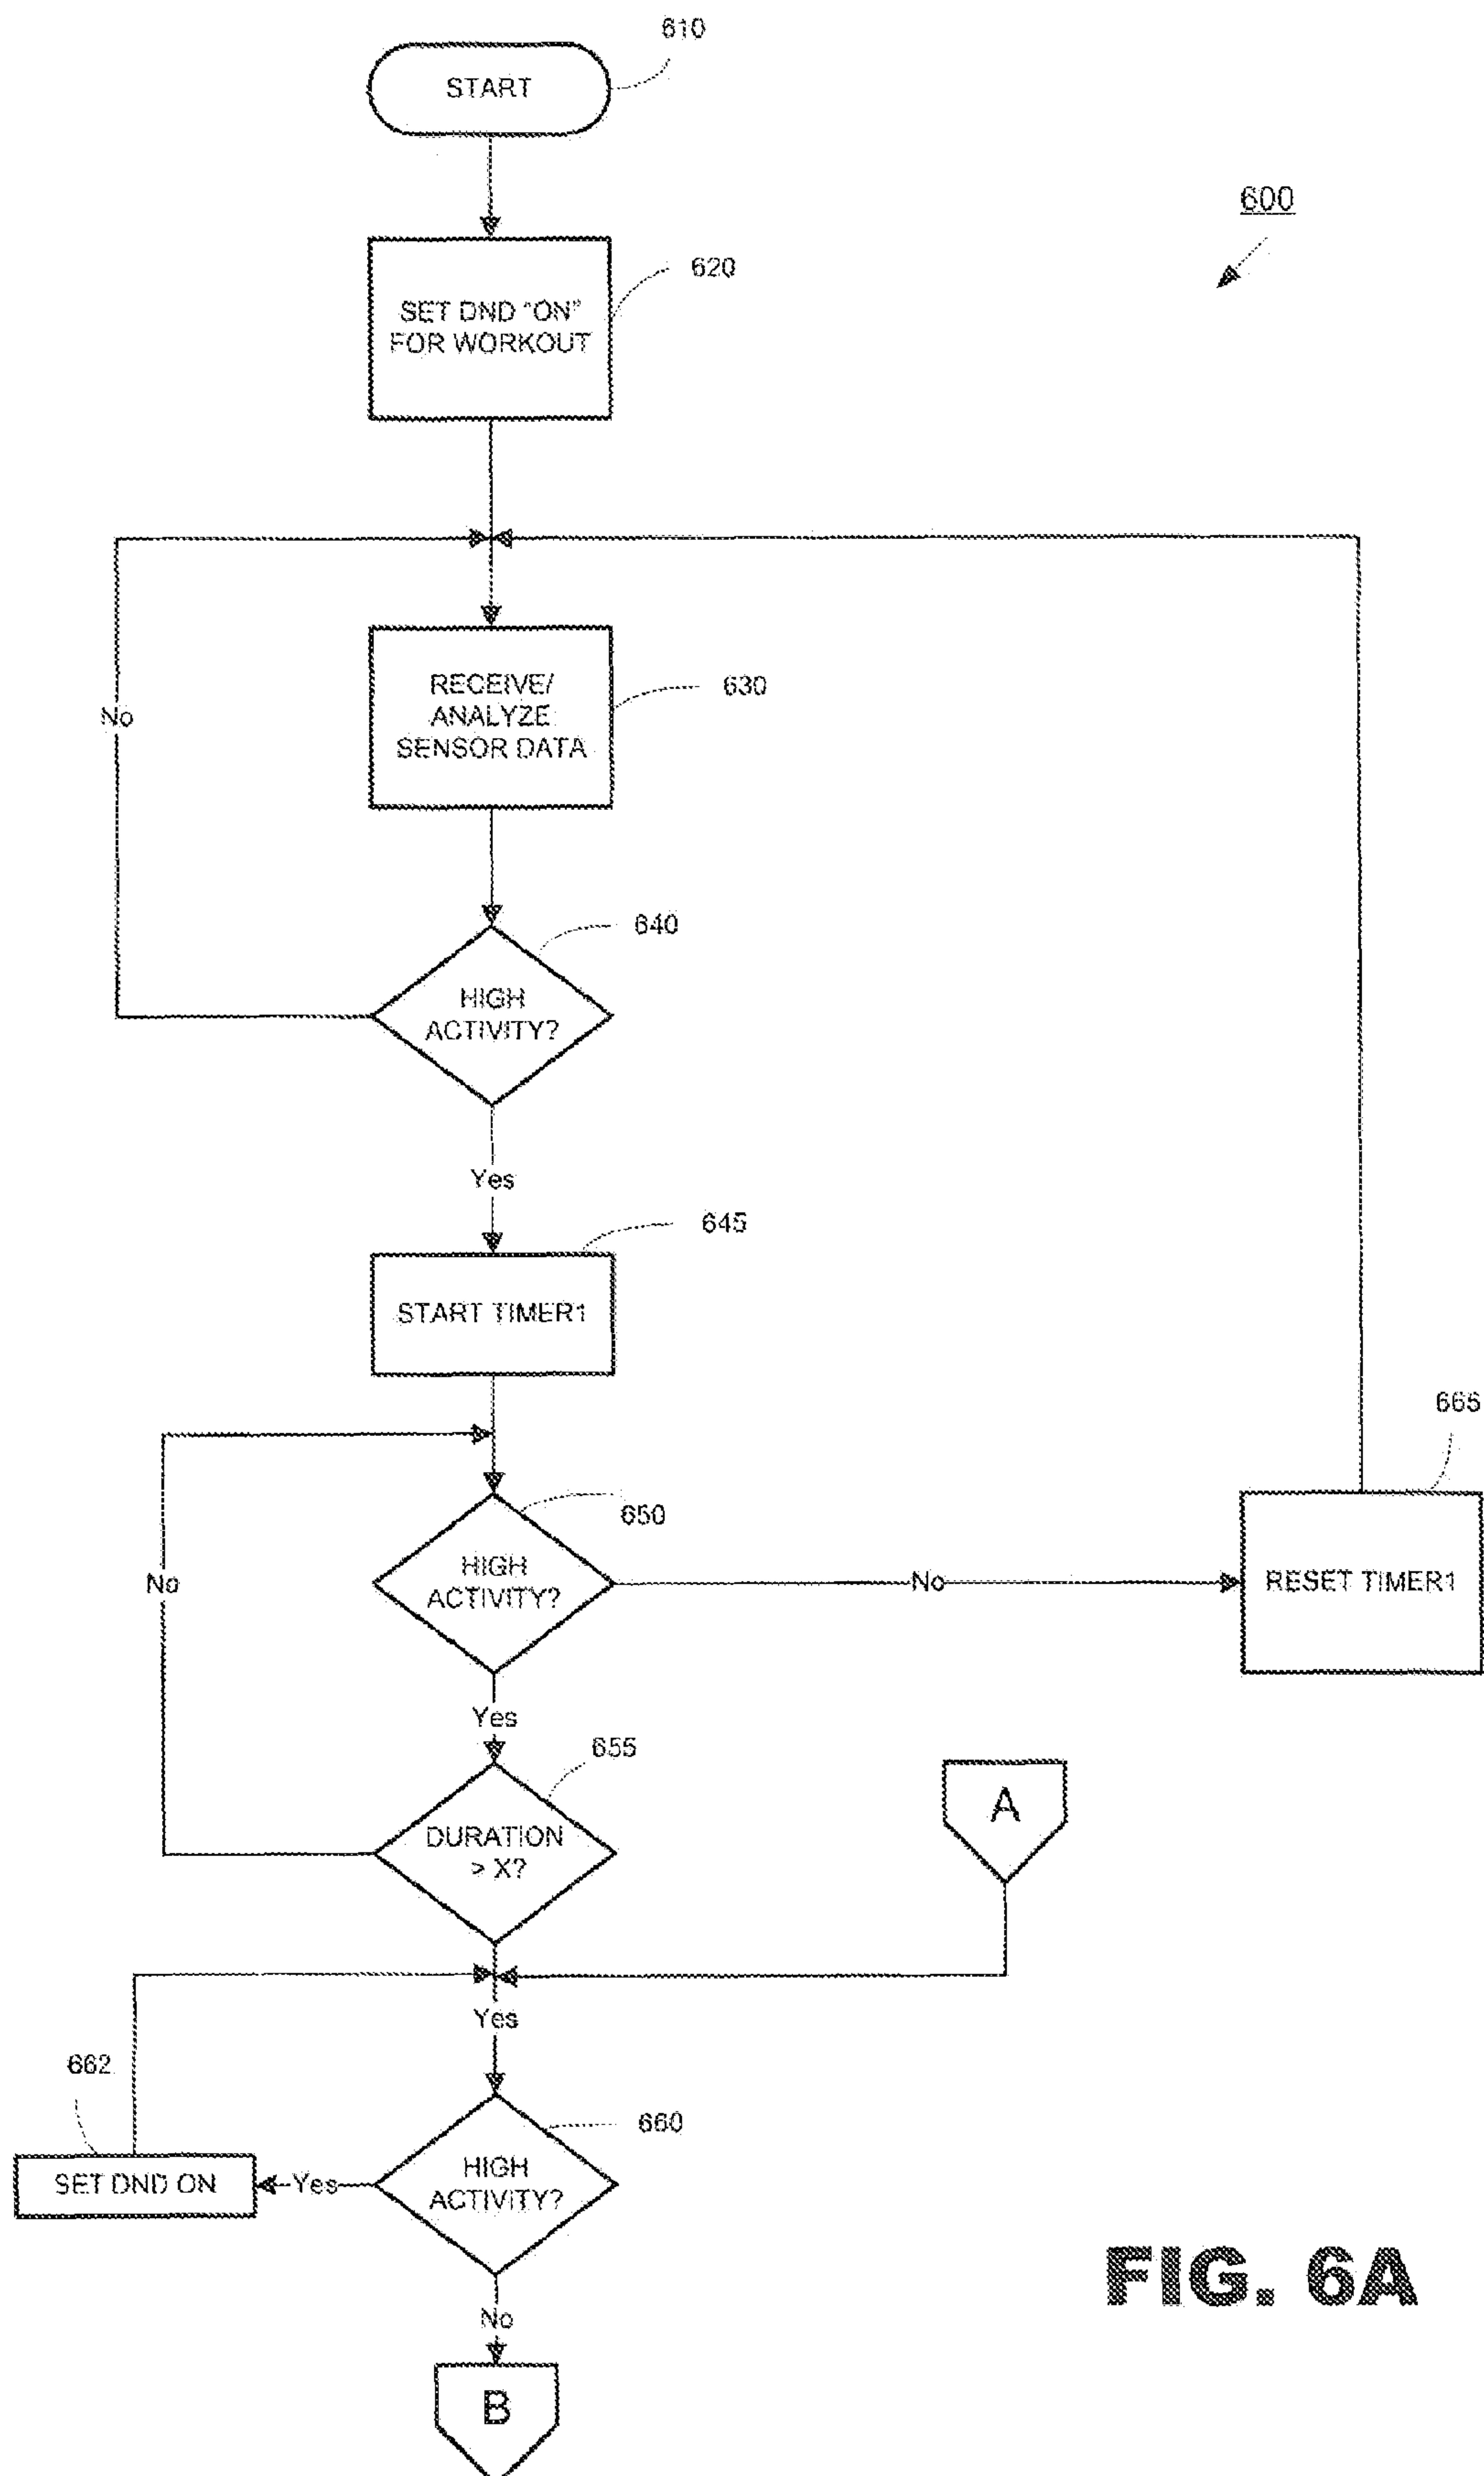 610
START
600
620
SET DND "ON"
FOR WORKOUT
630
RECEIVE/
ANALYZE
SENSOR DATA
No
640
HIGH
ACTIVITY?
Yes
645
START TIMER1
665
650
HIGH
ACTIVITY?
No
No
RESET TIMER1
Yes
655
DURATION
> X?
A
Yes
662
660
HIGH
ACTIVITY?
Yes
SET DND ON
No
B
FIG. 6A